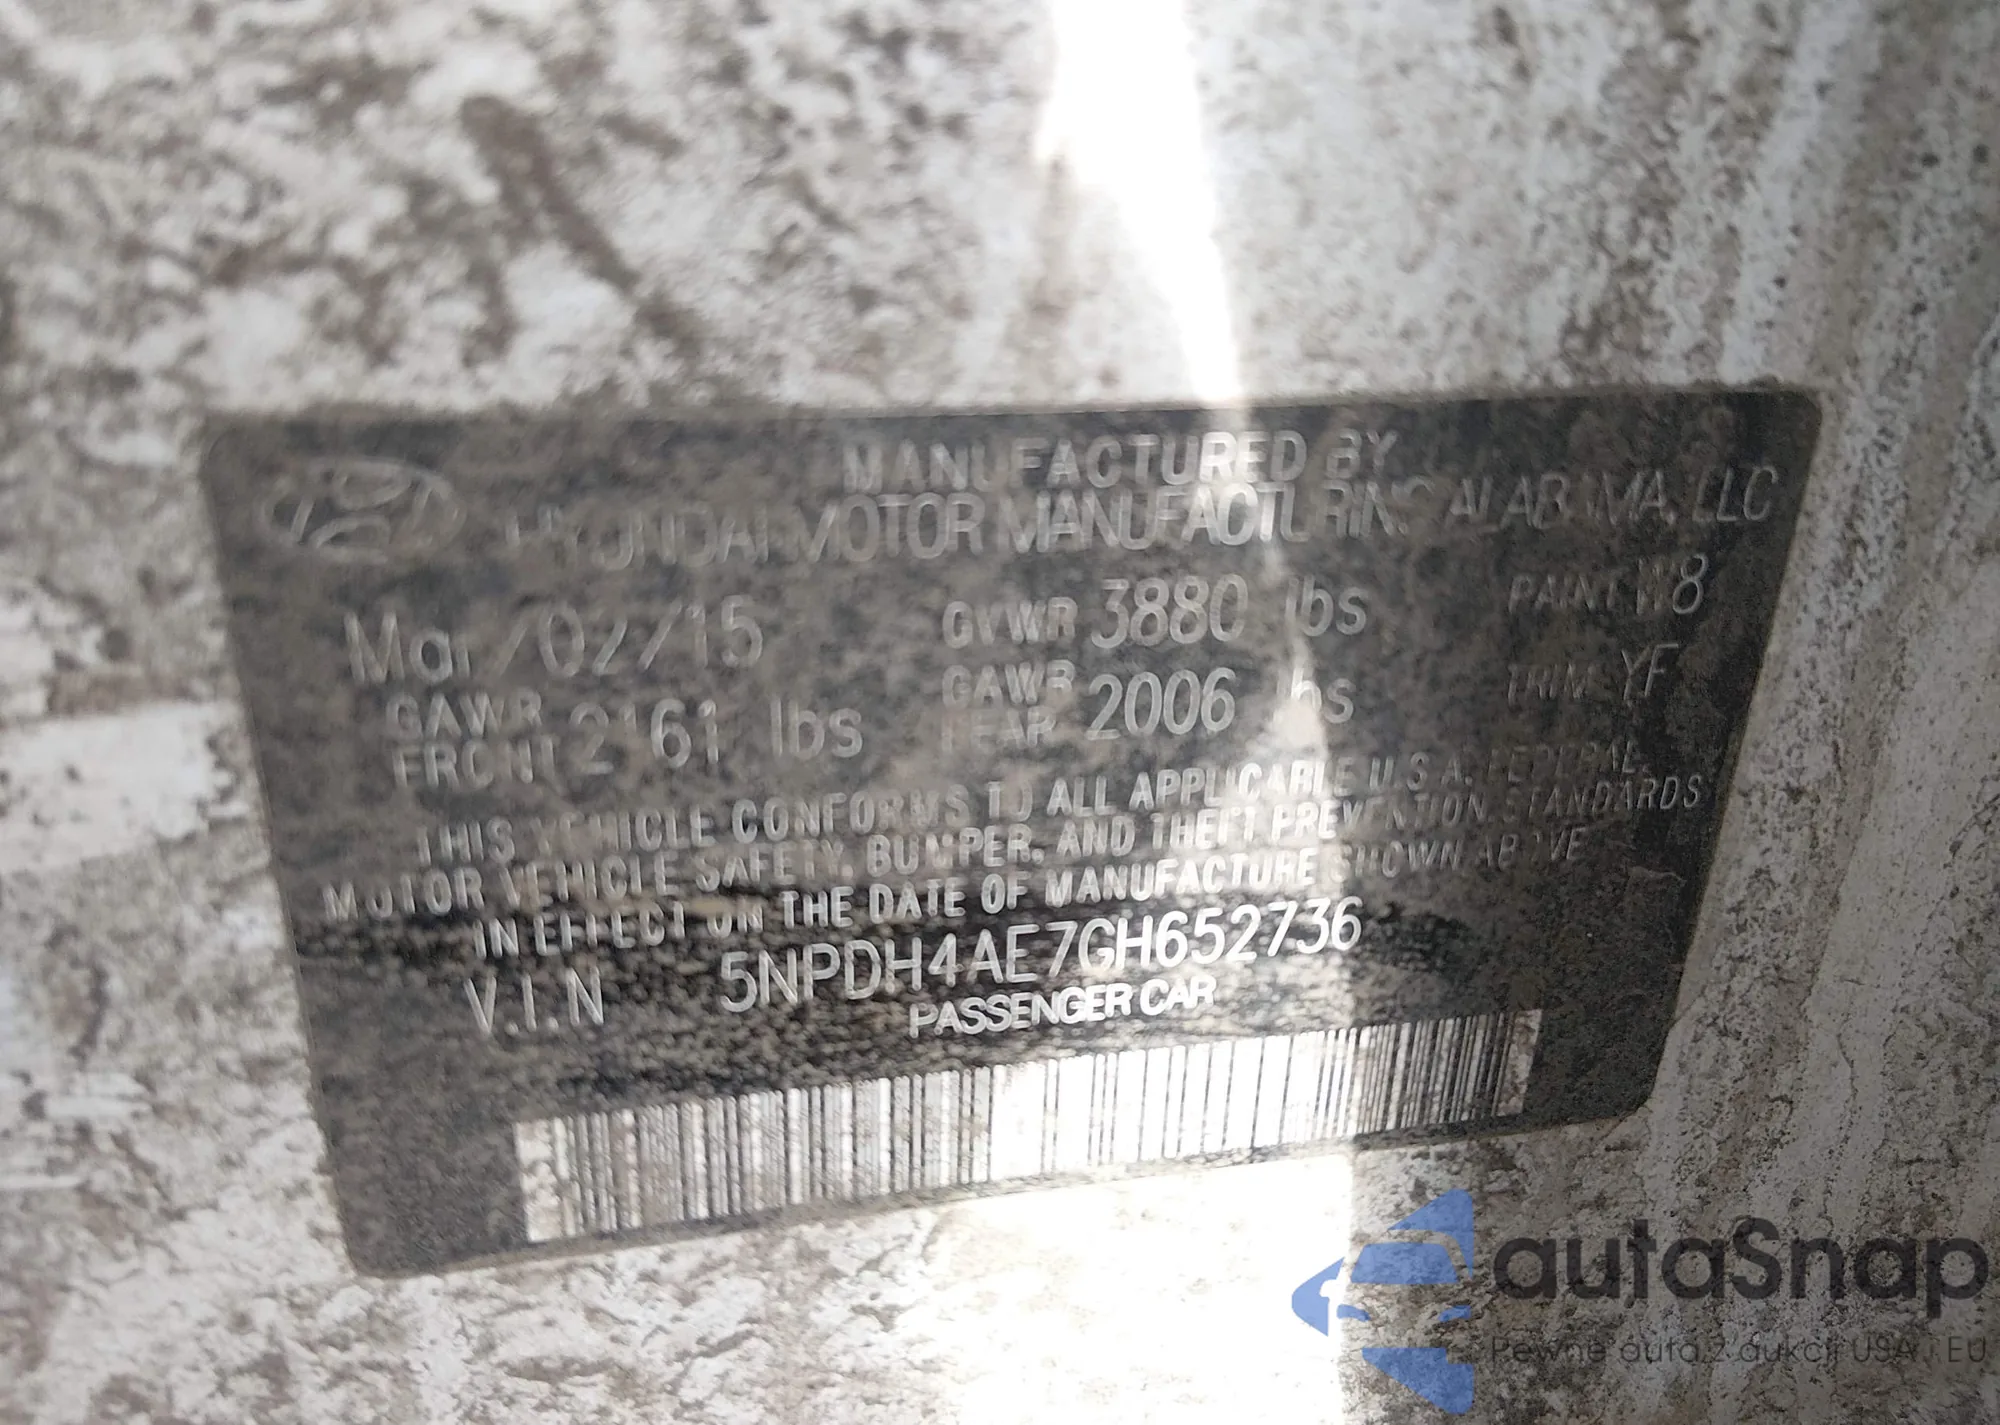 MANUFACTURED BY
HYUNDAI MOTOR MANUFACTURING ALABAMA, LLC
Mar/02/15 GVWR 3880 lbs PAINT W8
GAWR FRONT 2161 lbs GAWR REAR 2006 lbs TRIM YF
THIS VEHICLE CONFORMS TO ALL APPLICABLE U.S.A. FEDERAL
MOTOR VEHICLE SAFETY, BUMPER, AND THEFT PREVENTION STANDARDS
IN EFFECT ON THE DATE OF MANUFACTURE SHOWN ABOVE
V.I.N 5NPDH4AE7GH652736
PASSENGER CAR
autaSnap
Pewne auta z aukcji USA i EU